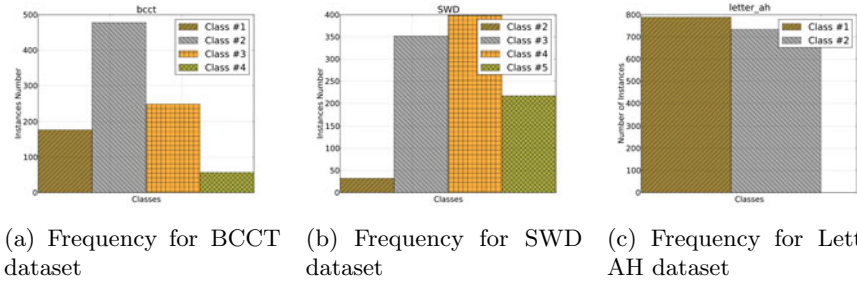 bcct
500
400
300
200
100
0
Instances Number
Classes
Class #1
Class #2
Class #3
Class #4
(a) Frequency for BCCT
dataset
SWD
400
350
300
250
200
150
100
50
0
Instances Number
Classes
Class #2
Class #3
Class #4
Class #5
(b) Frequency for SWD
dataset
letter_ah
800
700
600
500
400
300
200
100
0
Number of Instances
Classes
Class #1
Class #2
(c) Frequency for Lett
AH dataset